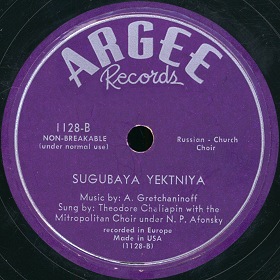 ARGEE
Records
1128-B
NON-BREAKABLE
(under normal use)
Russian - Church
Choir
SUGUBAYA YEKTNIYA
Music by: A. Gretchaninoff
Sung by: Theodore Chaliapin with the
Mitropolitan Choir under N. P. Afonsky
recorded in Europe
Made in USA
(1128-B)